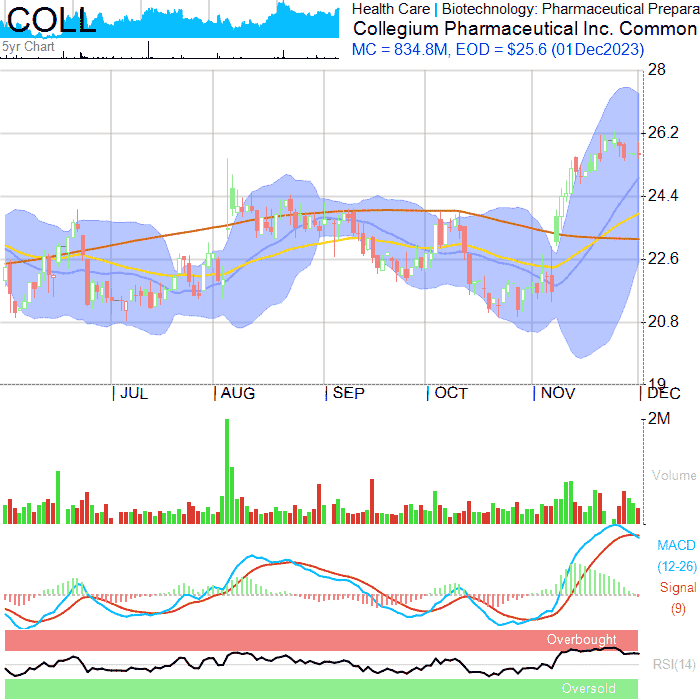 COLL
5yr Chart
Health Care | Biotechnology: Pharmaceutical Prepara
Collegium Pharmaceutical Inc. Common
MC = 834.8M, EOD = $25.6 (01Dec2023)
28
26.2
24.4
22.6
20.8
19
JUL
AUG
SEP
OCT
NOV
DEC
2M
Volume
MACD
(12-26)
Signal
(9)
Overbought
RSI(14)
Oversold